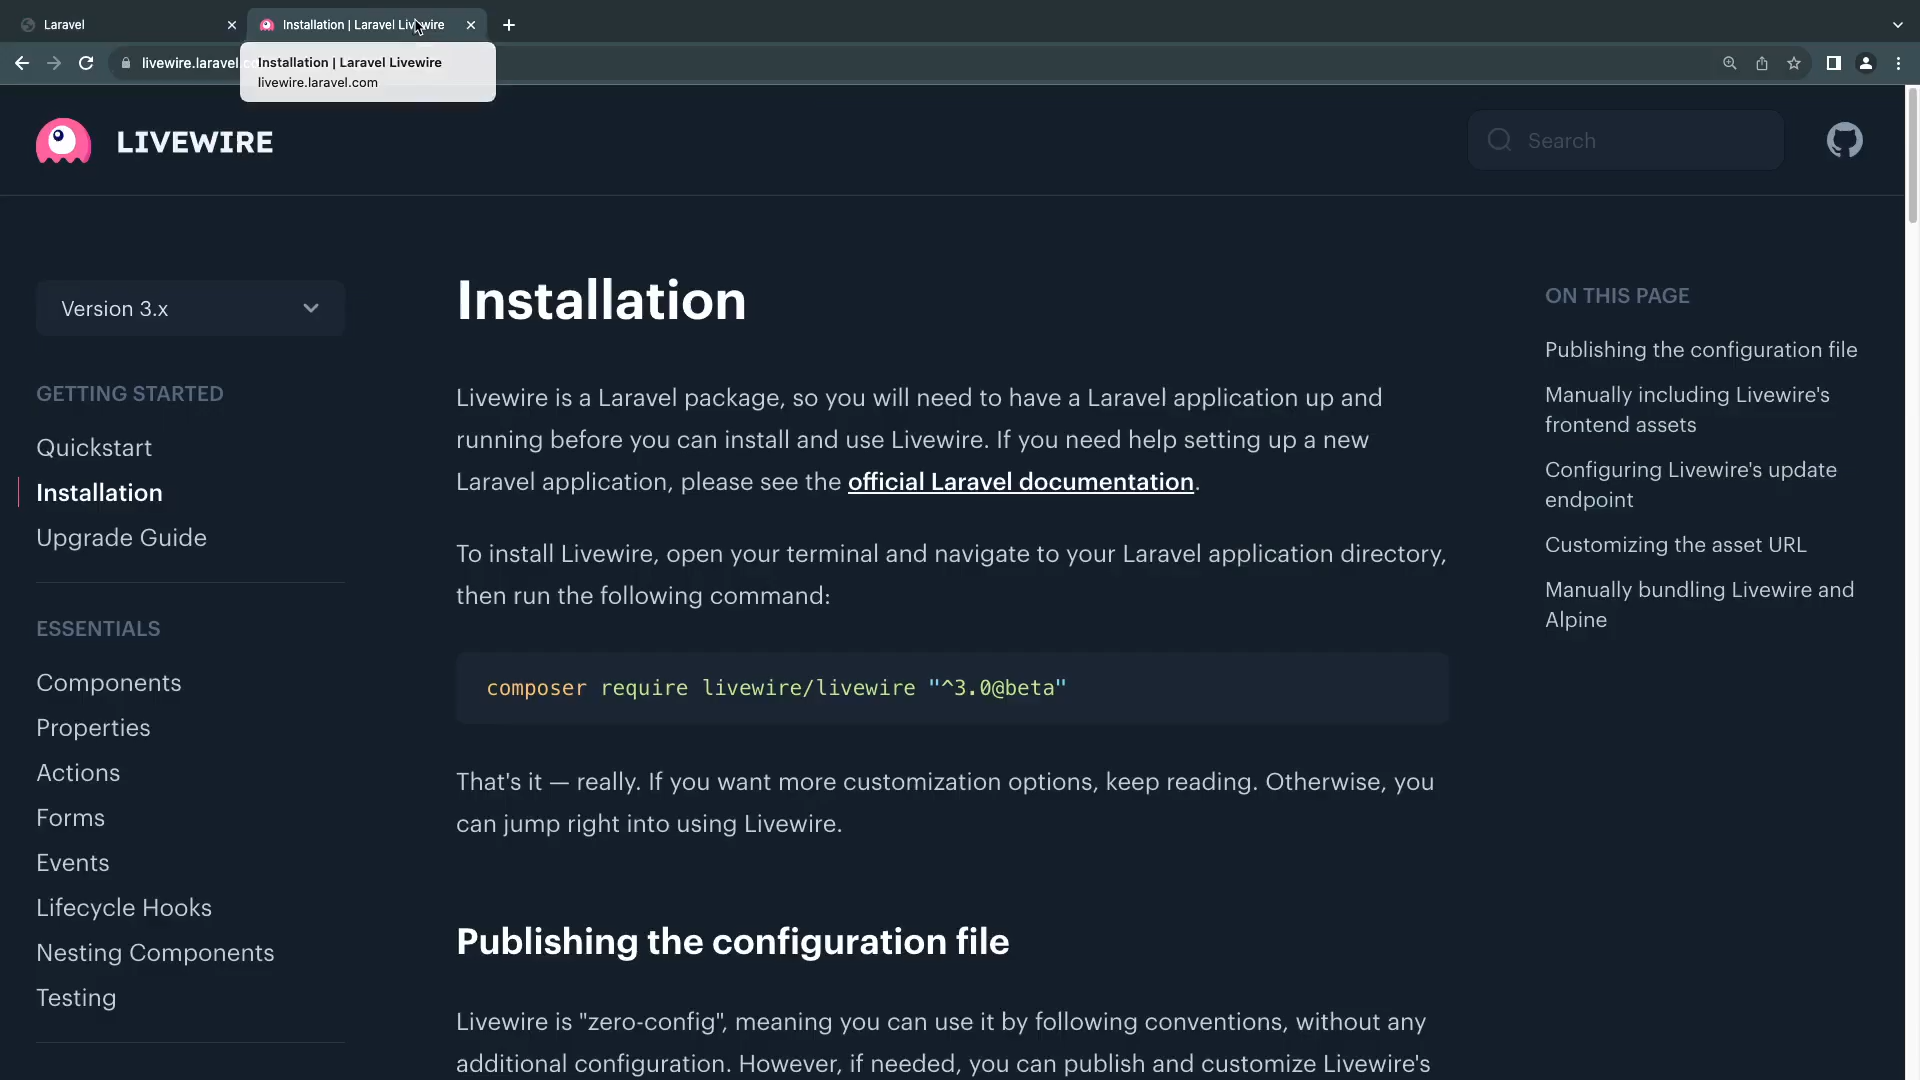 Laravel
Installation | Laravel Livewire
livewire.laravel.co
Installation | Laravel Livewire
livewire.laravel.com
LIVEWIRE
Search
Version 3.x
GETTING STARTED
Quickstart
Installation
Upgrade Guide
ESSENTIALS
Components
Properties
Actions
Forms
Events
Lifecycle Hooks
Nesting Components
Testing
Installation
Livewire is a Laravel package, so you will need to have a Laravel application up and
running before you can install and use Livewire. If you need help setting up a new
Laravel application, please see the official Laravel documentation.
To install Livewire, open your terminal and navigate to your Laravel application directory,
then run the following command:
composer require livewire/livewire "^3.0@beta"
That's it — really. If you want more customization options, keep reading. Otherwise, you
can jump right into using Livewire.
Publishing the configuration file
Livewire is "zero-config", meaning you can use it by following conventions, without any
additional configuration. However, if needed, you can publish and customize Livewire's
ON THIS PAGE
Publishing the configuration file
Manually including Livewire's
frontend assets
Configuring Livewire's update
endpoint
Customizing the asset URL
Manually bundling Livewire and
Alpine